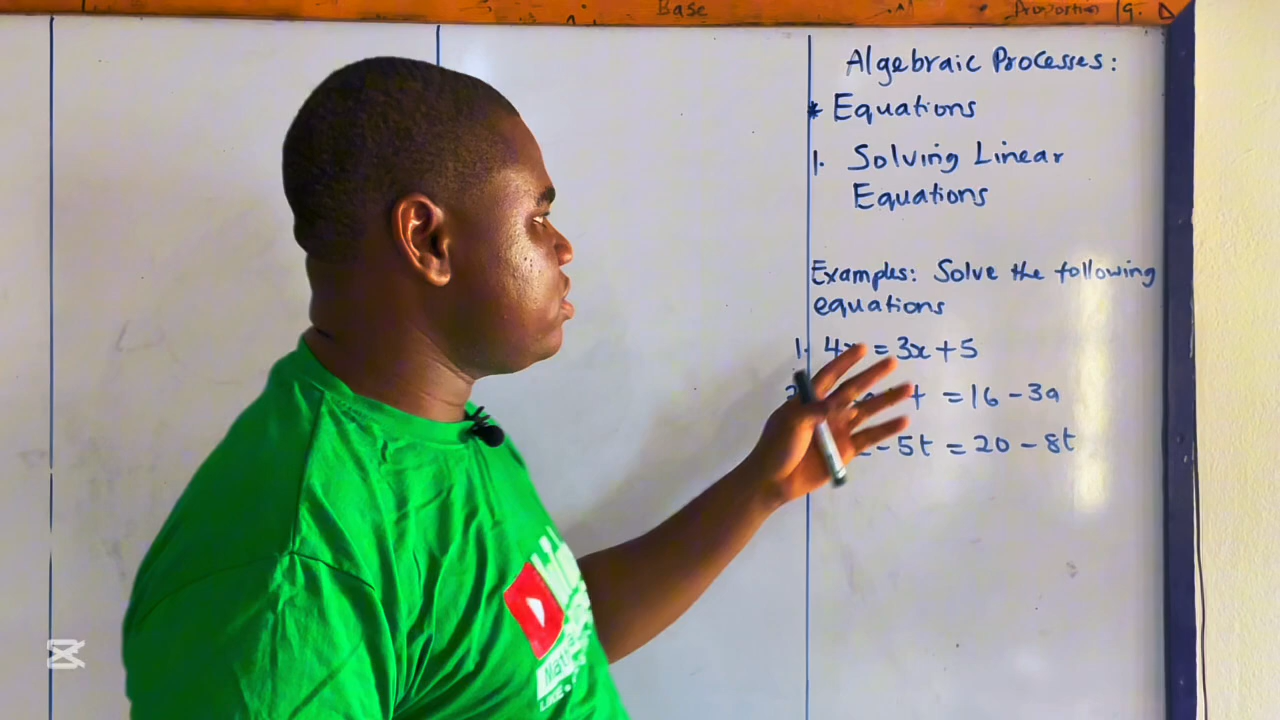 Base
Proportion
Algebraic Processes:
* Equations
1. Solving Linear
Equations
Examples: Solve the following
equations
1. 4x = 3x + 5
= 16 - 3a
- 5t = 20 - 8t